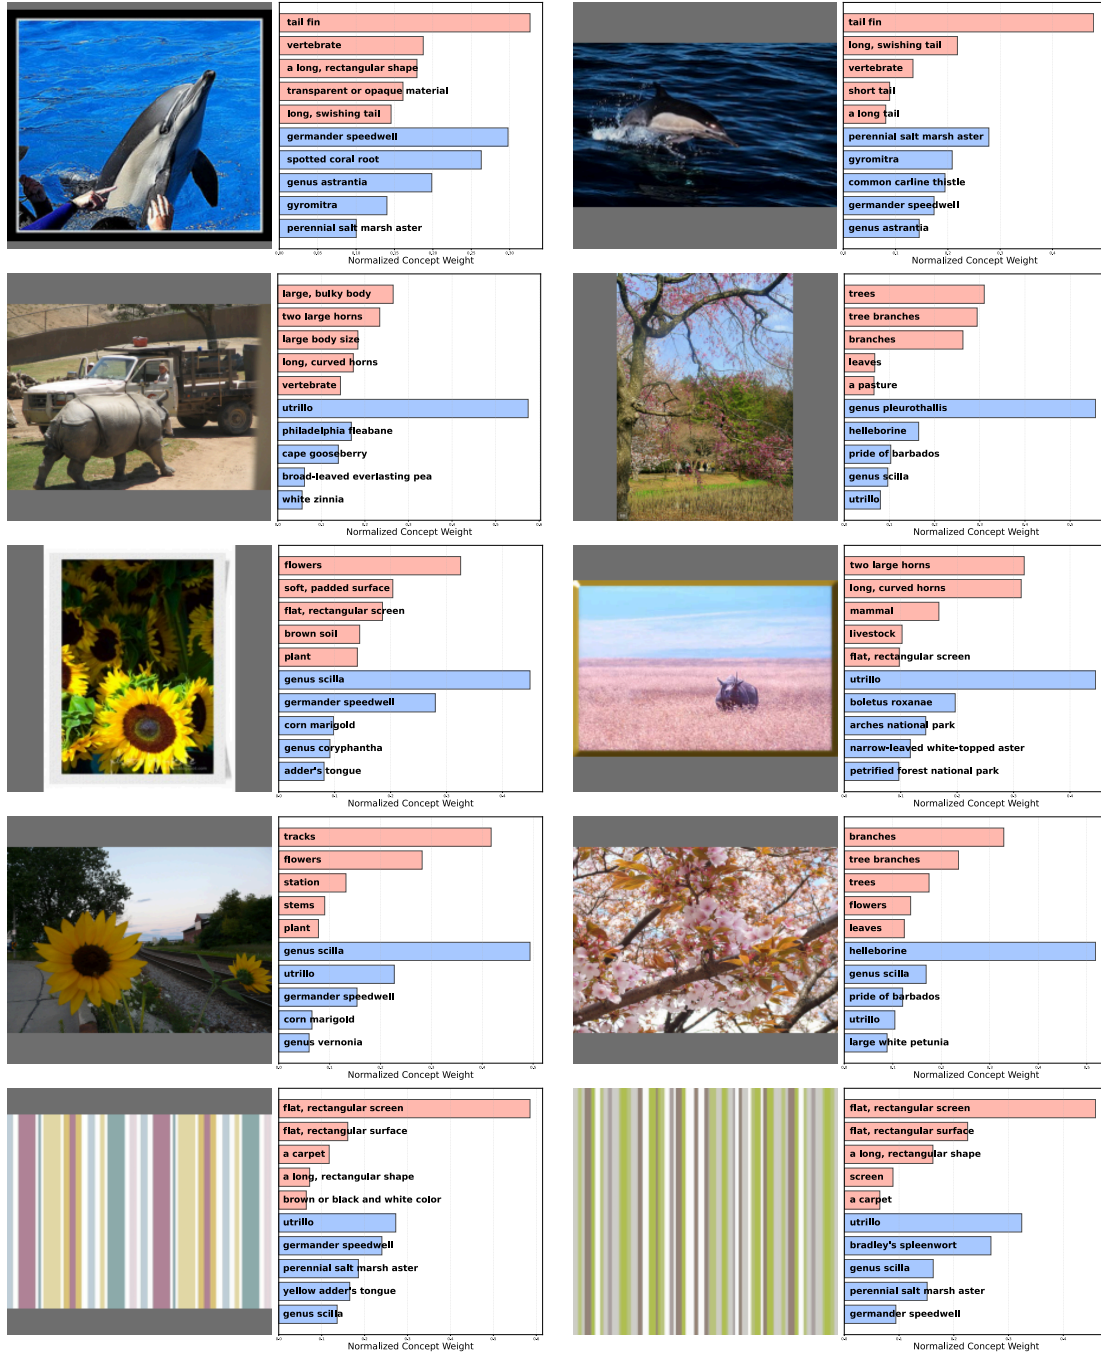 tail fin
vertebrate
a long, rectangular shape
transparent or opaque material
long, swishing tail
germander speedwell
spotted coral root
genus astrantia
gyromitra
perennial salt marsh aster
Normalized Concept Weight
tail fin
long, swishing tail
vertebrate
short tail
a long tail
perennial salt marsh aster
gyromitra
common carline thistle
germander speedwell
genus astrantia
Normalized Concept Weight
large, bulky body
two large horns
large body size
long, curved horns
vertebrate
utrillo
philadelphia fleabane
cape gooseberry
broad-leaved everlasting pea
white zinnia
Normalized Concept Weight
trees
tree branches
branches
leaves
a pasture
genus pleurothallis
helleborine
pride of barbados
genus scilla
utrillo
Normalized Concept Weight
flowers
soft, padded surface
flat, rectangular screen
brown soil
plant
genus scilla
germander speedwell
corn marigold
genus coryphantha
adder's tongue
Normalized Concept Weight
two large horns
long, curved horns
mammal
livestock
flat, rectangular screen
utrillo
boletus roxanae
arches national park
narrow-leaved white-topped aster
petrified forest national park
Normalized Concept Weight
tracks
flowers
station
stems
plant
genus scilla
utrillo
germander speedwell
corn marigold
genus vernonia
Normalized Concept Weight
branches
tree branches
trees
flowers
leaves
helleborine
genus scilla
pride of barbados
utrillo
large white petunia
Normalized Concept Weight
flat, rectangular screen
flat, rectangular surface
a carpet
a long, rectangular shape
brown or black and white color
utrillo
germander speedwell
perennial salt marsh aster
yellow adder's tongue
genus scilla
Normalized Concept Weight
flat, rectangular screen
flat, rectangular surface
a long, rectangular shape
screen
a carpet
utrillo
bradley's spleenwort
genus scilla
perennial salt marsh aster
germander speedwell
Normalized Concept Weight